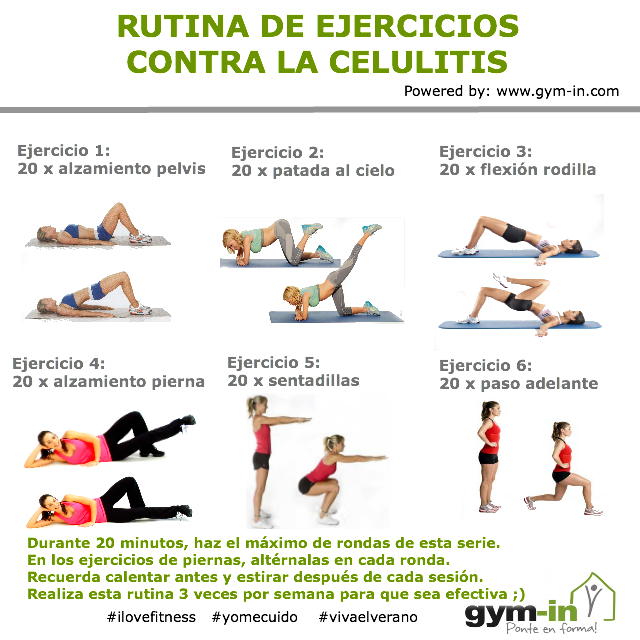 RUTINA DE EJERCICIOS
CONTRA LA CELULITIS
Powered by: www.gym-in.com
Ejercicio 1:
20 x alzamiento pelvis
Ejercicio 2:
20 x patada al cielo
Ejercicio 3:
20 x flexión rodilla
Ejercicio 4:
20 x alzamiento pierna
Ejercicio 5:
20 x sentadillas
Ejercicio 6:
20 x paso adelante
Durante 20 minutos, haz el máximo de rondas de esta serie.
En los ejercicios de piernas, altérnalas en cada ronda.
Recuerda calentar antes y estirar después de cada sesión.
Realiza esta rutina 3 veces por semana para que sea efectiva ;)
#ilovefitness #yomecuido #vivaelverano
gym-in
Ponte en forma!